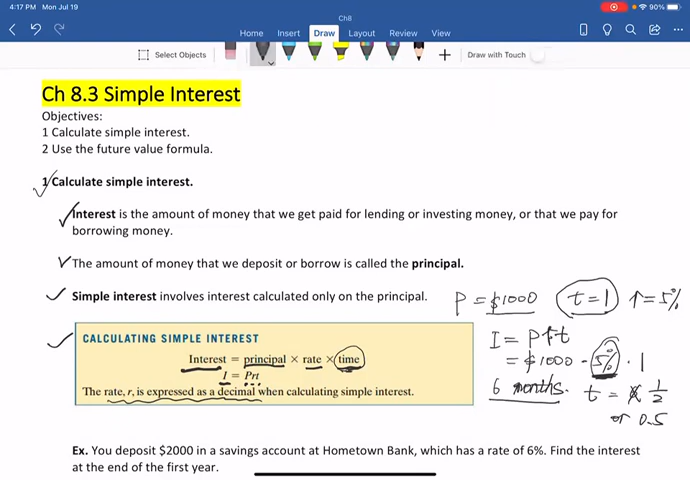 4:17 PM Mon Jul 19
90%
Ch8
Home Insert Draw Layout Review View
Select Objects
Draw with Touch
Ch 8.3 Simple Interest
Objectives:
1 Calculate simple interest.
2 Use the future value formula.
1 Calculate simple interest.
Interest is the amount of money that we get paid for lending or investing money, or that we pay for
borrowing money.
The amount of money that we deposit or borrow is called the principal.
Simple interest involves interest calculated only on the principal.
P = $1000 t=1 r=5%
CALCULATING SIMPLE INTEREST
Interest = principal × rate × time
I = Prt
The rate, r, is expressed as a decimal when calculating simple interest.
I = Prt
= $1000 · 5% · 1
6 months. t = 1/2
or 0.5
Ex. You deposit $2000 in a savings account at Hometown Bank, which has a rate of 6%. Find the interest
at the end of the first year.